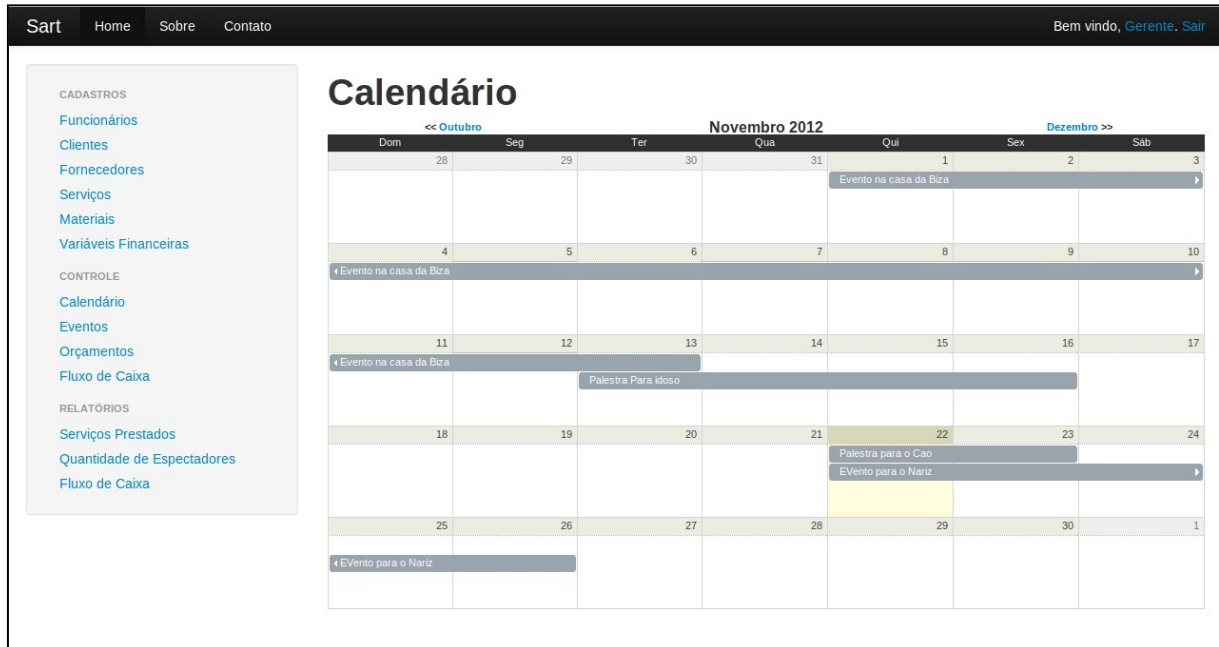 Sart Home Sobre Contato Bem vindo, Gerente. Sair
CADASTROS
Funcionários
Clientes
Fornecedores
Serviços
Materiais
Variáveis Financeiras
CONTROLE
Calendário
Eventos
Orçamentos
Fluxo de Caixa
RELATÓRIOS
Serviços Prestados
Quantidade de Espectadores
Fluxo de Caixa
Calendário
<< Outubro Novembro 2012 Dezembro >>
Dom Seg Ter Qua Qui Sex Sáb
28 29 30 31 1 2 3
Evento na casa da Biza
4 5 6 7 8 9 10
Evento na casa da Biza
11 12 13 14 15 16 17
Evento na casa da Biza
Palestra Para idoso
18 19 20 21 22 23 24
Palestra para o Cao
EVento para o Nariz
25 26 27 28 29 30 1
EVento para o Nariz